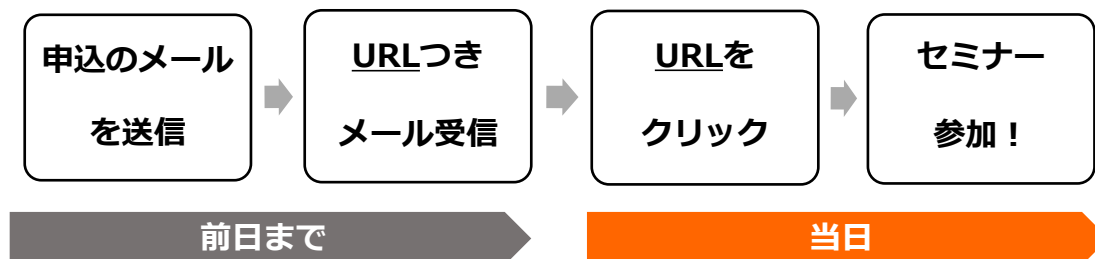 申込のメール
を送信
URLつき
メール受信
URLを
クリック
セミナー
参加！
前日まで
当日